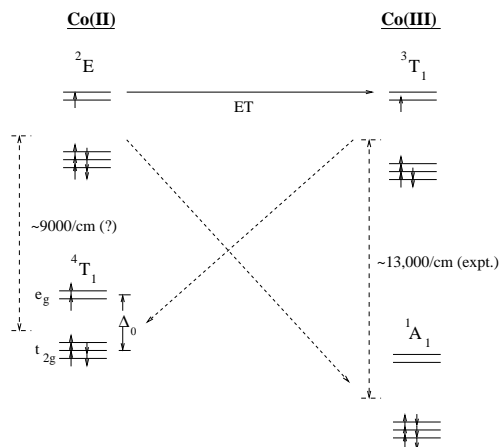 Co(II) Co(III)
²E ³T₁
ET
~9000/cm (?)
~13,000/cm (expt.)
⁴T₁
e_g
Δ₀
¹A₁
t_2g